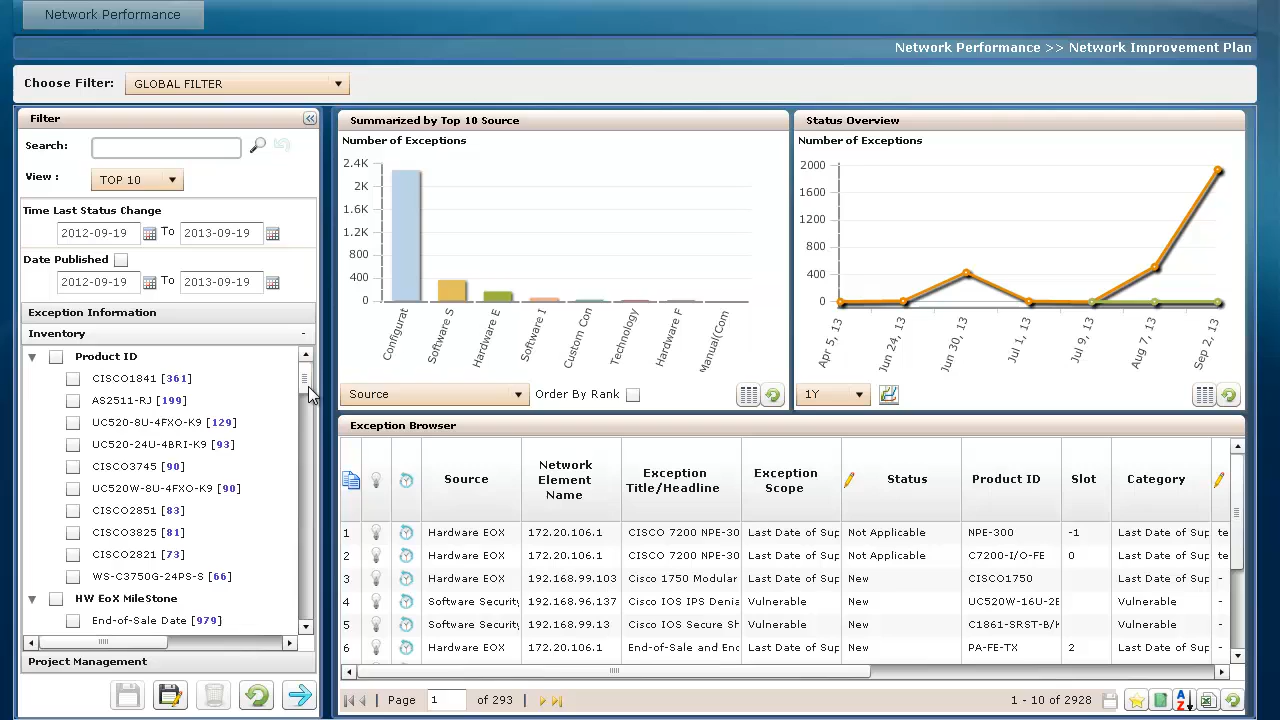 Network Performance
Network Performance >> Network Improvement Plan
Choose Filter: GLOBAL FILTER
Filter
Search:
View : TOP 10
Time Last Status Change
2012-09-19 To 2013-09-19
Date Published
2012-09-19 To 2013-09-19
Exception Information
Inventory -
Product ID
CISCO1841 [361]
AS2511-RJ [199]
UC520-8U-4FXO-K9 [129]
UC520-24U-4BRI-K9 [93]
CISCO3745 [90]
UC520W-8U-4FXO-K9 [90]
CISCO2851 [83]
CISCO3825 [81]
CISCO2821 [73]
WS-C3750G-24PS-S [66]
HW EoX MileStone
End-of-Sale Date [979]
Project Management
Summarized by Top 10 Source
Number of Exceptions
2.4K
2K
1.6K
1.2K
800
400
0
Configurat
Software S
Hardware E
Software I
Custom Con
Technology
Hardware F
Manual(Com
Source Order By Rank
Status Overview
Number of Exceptions
2000
1600
1200
800
400
0
Apr 5, 13
Jun 24, 13
Jun 30, 13
Jul 1, 13
Jul 9, 13
Aug 7, 13
Sep 2, 13
1Y
Exception Browser
Source Network Element Name Exception Title/Headline Exception Scope Status Product ID Slot Category
1 Hardware EOX 172.20.106.1 CISCO 7200 NPE-30 Last Date of Sup Not Applicable NPE-300 -1 Last Date of Sup te
2 Hardware EOX 172.20.106.1 CISCO 7200 NPE-30 Last Date of Sup Not Applicable C7200-I/O-FE 0 Last Date of Sup te
3 Hardware EOX 172.168.99.103 Cisco 1750 Modular Last Date of Sup New CISCO1750 Last Date of Sup -
4 Software Security 192.168.96.137 Cisco IOS IPS Denia Vulnerable New UC520W-16U-2B Vulnerable -
5 Software Security 192.168.99.13 Cisco IOS Secure Sh Vulnerable New C1861-SRST-B/K Vulnerable -
6 Hardware EOX 172.20.106.1 End-of-Sale and End Last Date of Sup New PA-FE-TX 2 Last Date of Sup -
Page 1 of 293 1 - 10 of 2928